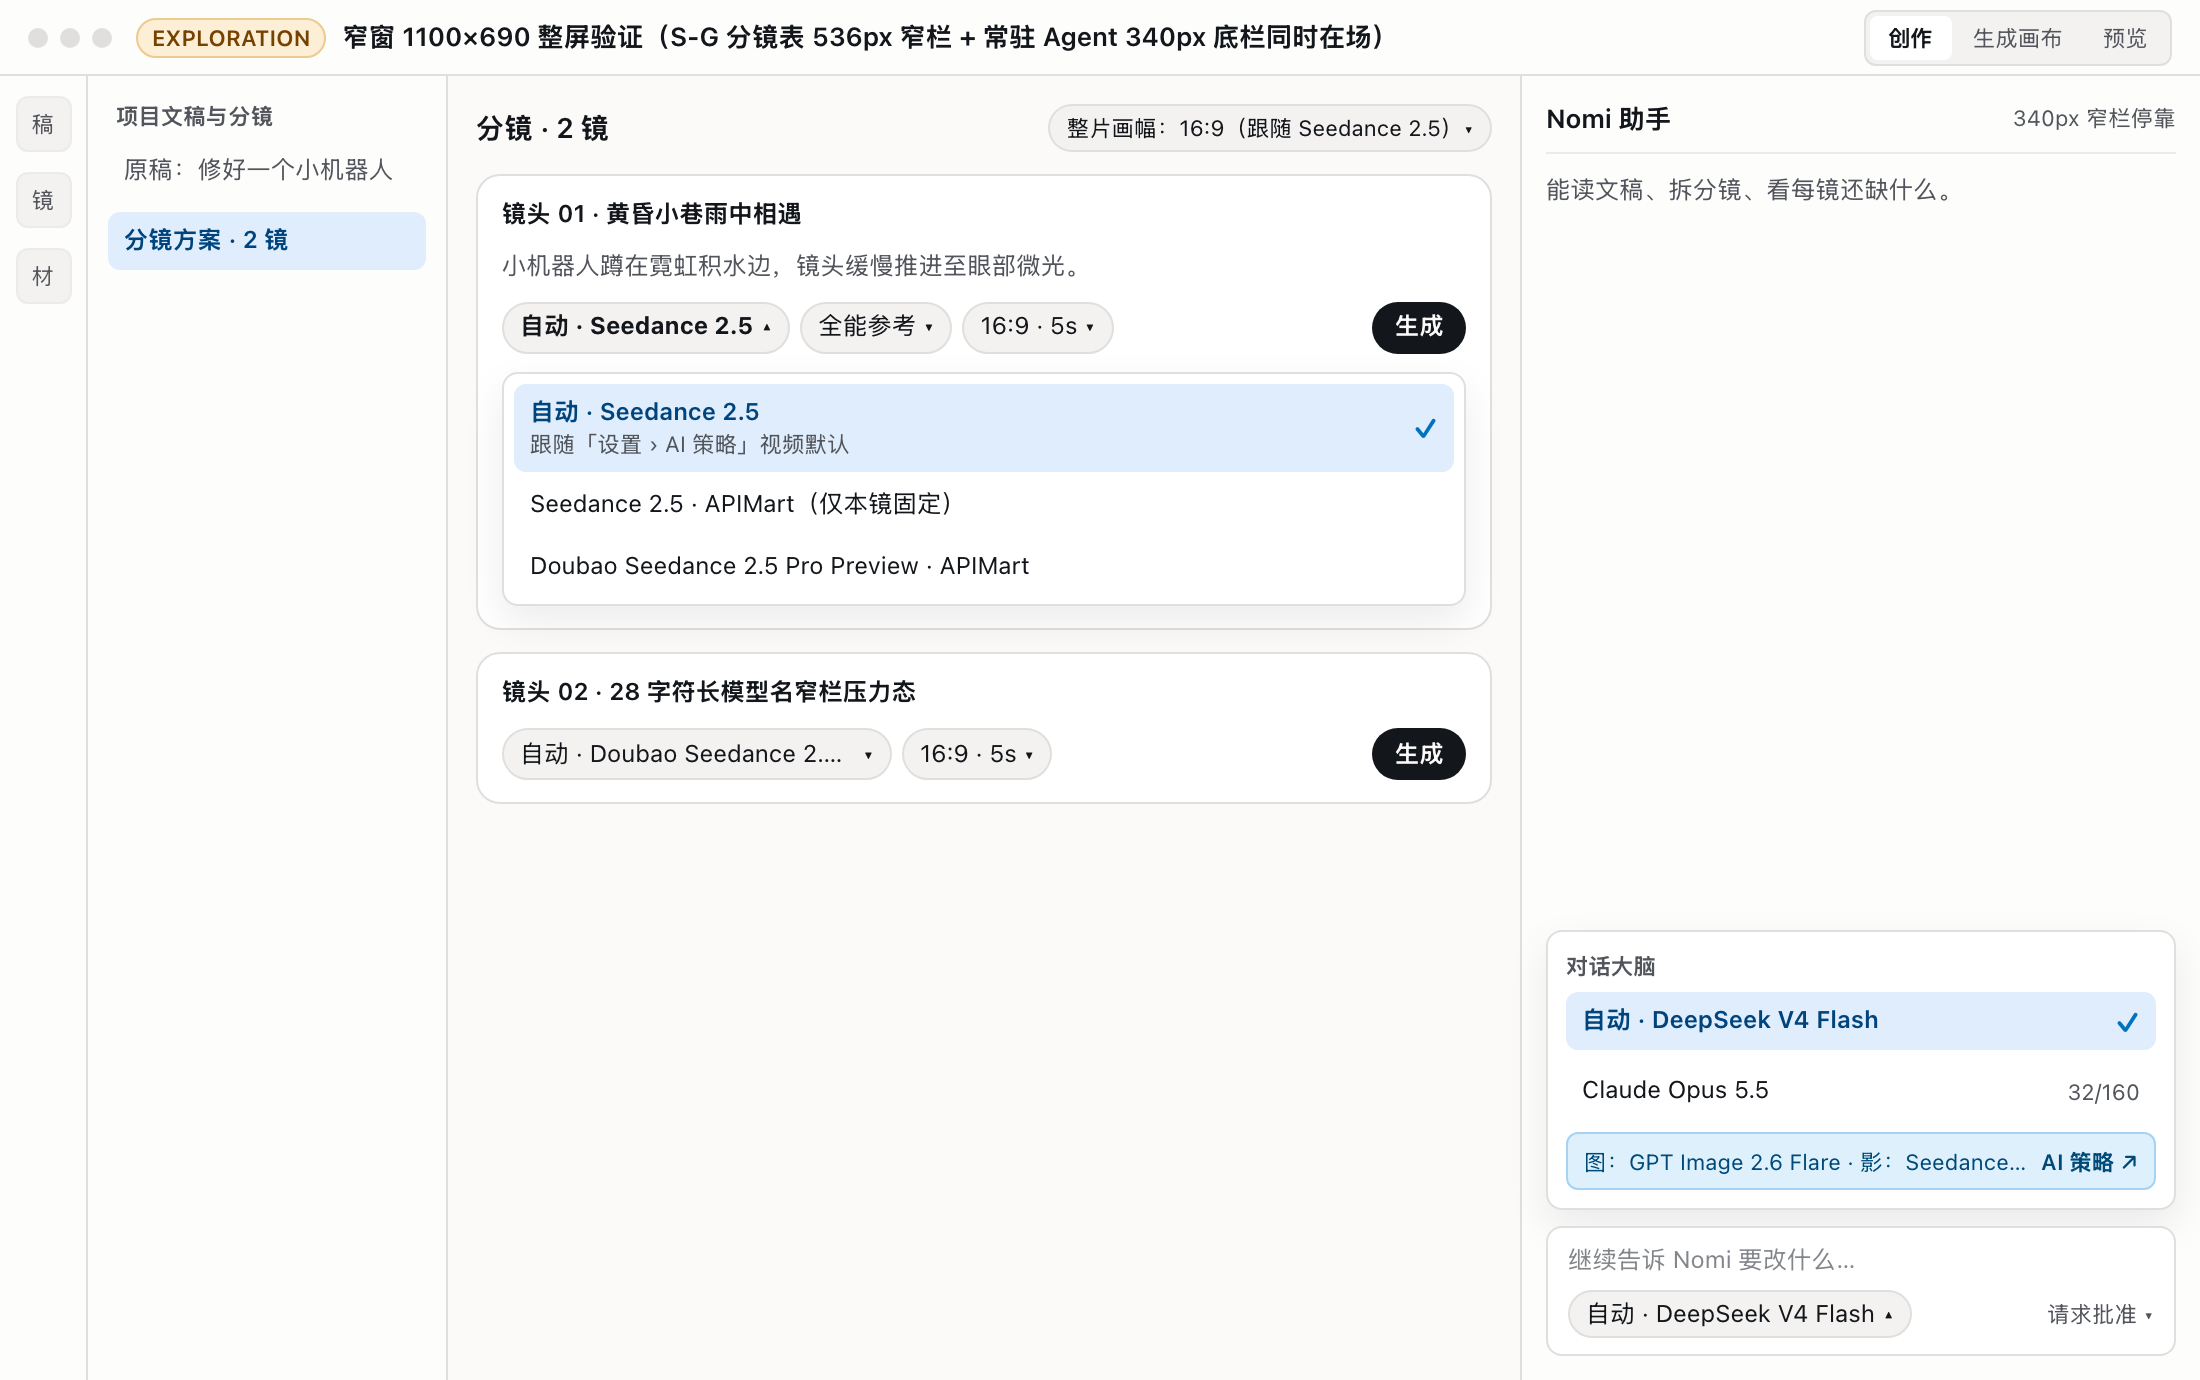 EXPLORATION
窄窗 1100×690 整屏验证（S-G 分镜表 536px 窄栏 + 常驻 Agent 340px 底栏同时在场）
创作 生成画布 预览
稿
镜
材
项目文稿与分镜
原稿：修好一个小机器人
分镜方案 · 2 镜
分镜 · 2 镜
整片画幅：16:9（跟随 Seedance 2.5） ▾
镜头 01 · 黄昏小巷雨中相遇
小机器人蹲在霓虹积水边，镜头缓慢推进至眼部微光。
自动 · Seedance 2.5 ▴
全能参考 ▾
16:9 · 5s ▾
生成
自动 · Seedance 2.5
跟随「设置 › AI 策略」视频默认
Seedance 2.5 · APIMart（仅本镜固定）
Doubao Seedance 2.5 Pro Preview · APIMart
镜头 02 · 28 字符长模型名窄栏压力态
自动 · Doubao Seedance 2.... ▾
16:9 · 5s ▾
生成
Nomi 助手
340px 窄栏停靠
能读文稿、拆分镜、看每镜还缺什么。
对话大脑
自动 · DeepSeek V4 Flash
Claude Opus 5.5
32/160
图：GPT Image 2.6 Flare · 影：Seedance...
AI 策略 ↗
继续告诉 Nomi 要改什么...
自动 · DeepSeek V4 Flash ▴
请求批准 ▾